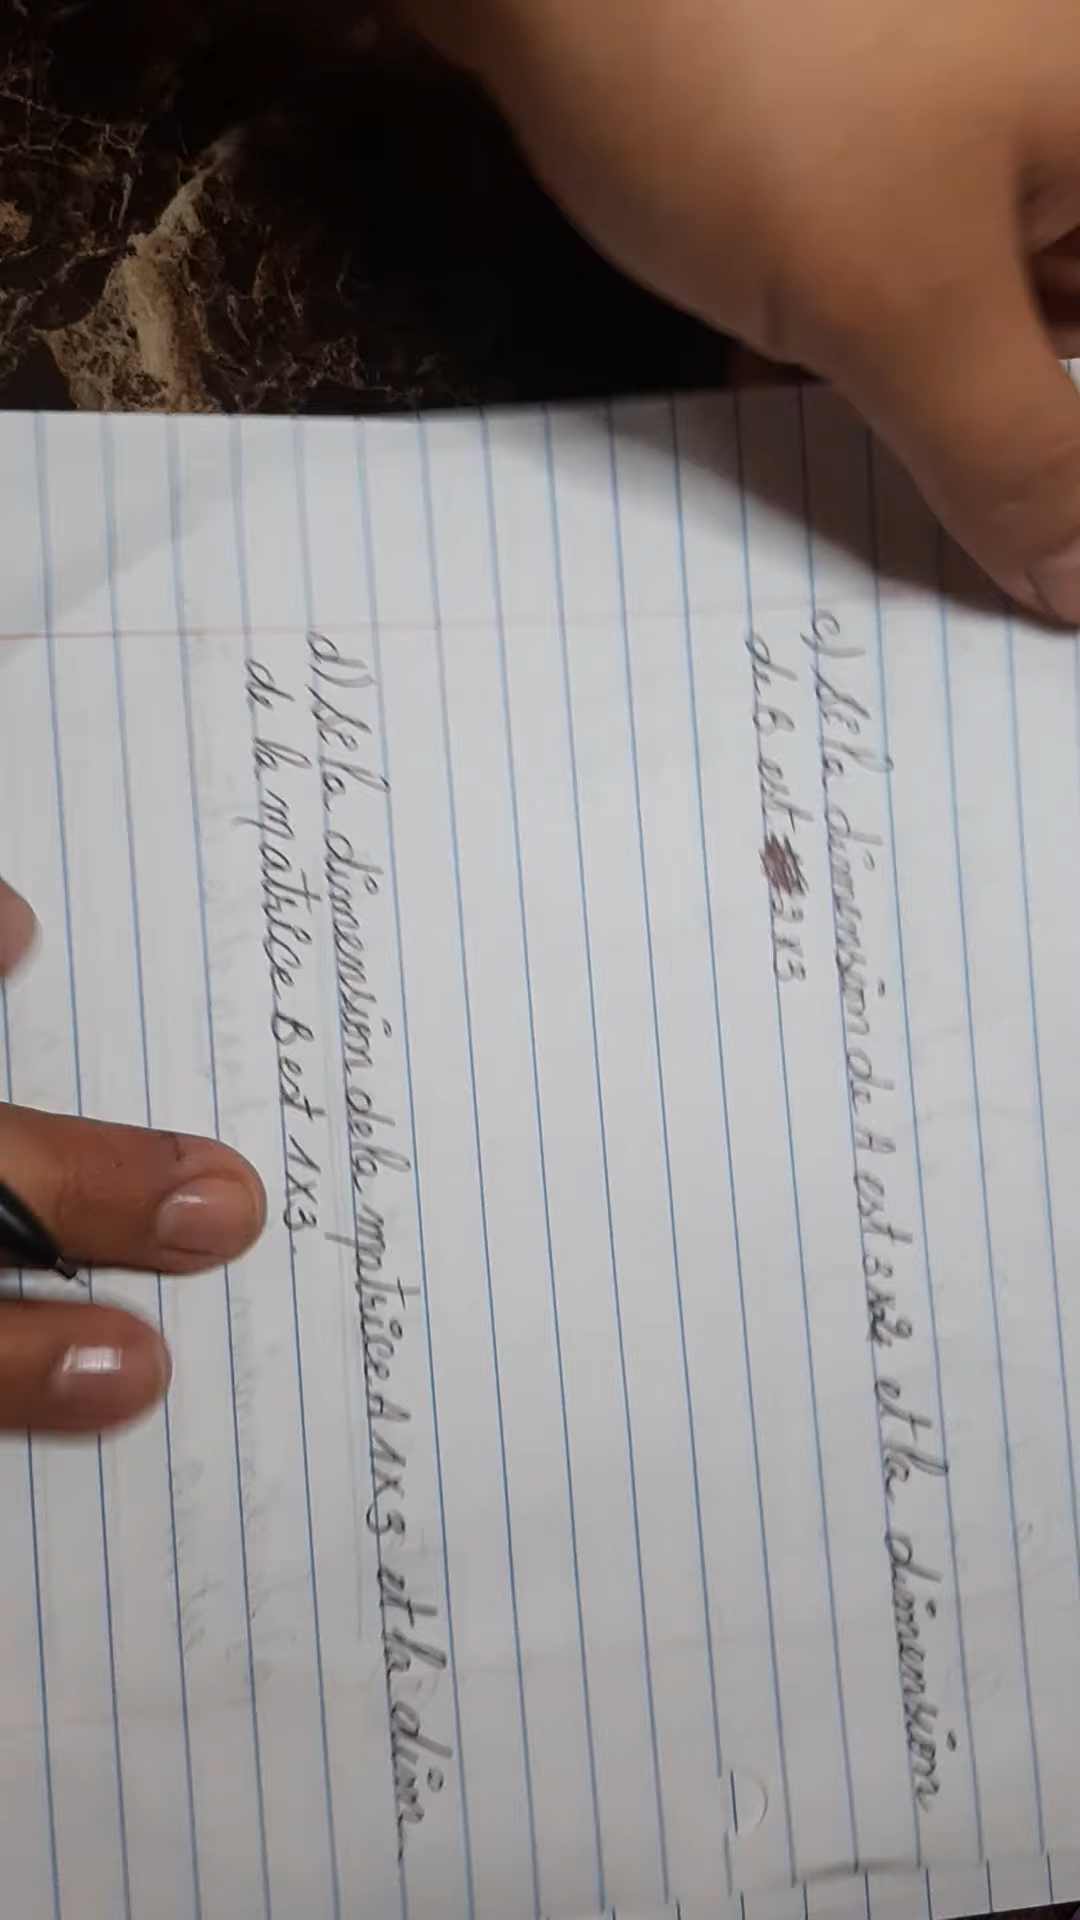 c) Si la dimension de A est 3x2 et la dimension
de B est 2x3
d) Si la dimension de la matrice A 1x3 et la dim
de la matrice B est 1x3.